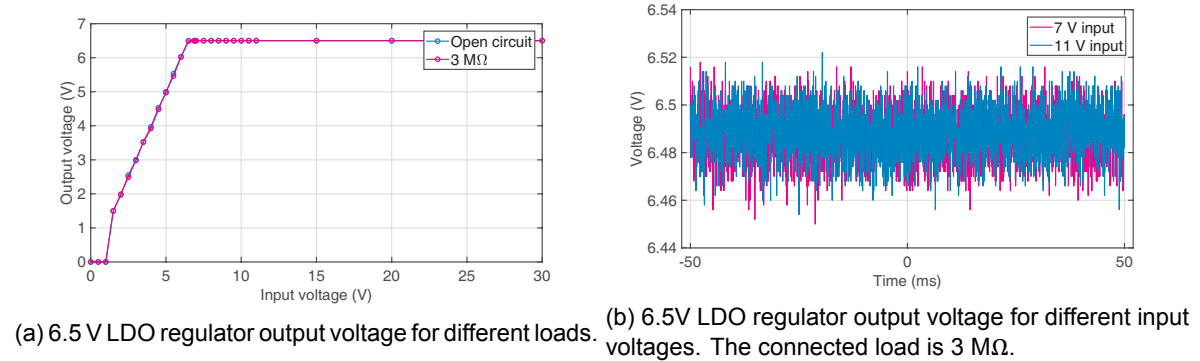 7
6
5
4
3
2
1
0
Output voltage (V)
Open circuit
3 MΩ
0 5 10 15 20 25 30
Input voltage (V)
(a) 6.5 V LDO regulator output voltage for different loads.
6.54
6.52
6.5
6.48
6.46
6.44
Voltage (V)
7 V input
11 V input
-50 0 50
Time (ms)
(b) 6.5V LDO regulator output voltage for different input
voltages. The connected load is 3 MΩ.